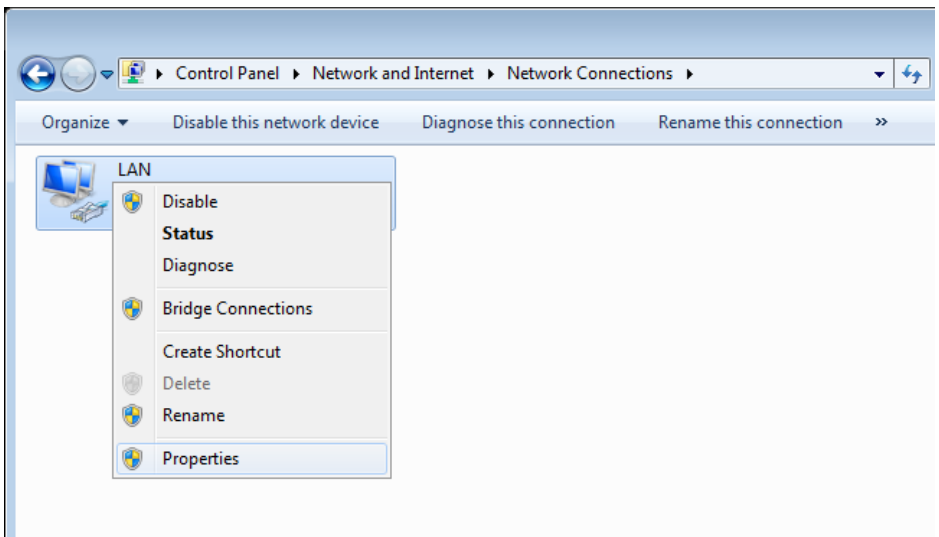 Control Panel Network and Internet Network Connections
Organize Disable this network device Diagnose this connection Rename this connection »
LAN
Disable
Status
Diagnose
Bridge Connections
Create Shortcut
Delete
Rename
Properties